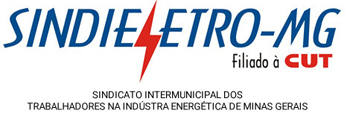 SINDIELETRO-MG
Filiado à CUT
SINDICATO INTERMUNICIPAL DOS
TRABALHADORES NA INDÚSTRIA ENERGÉTICA DE MINAS GERAIS